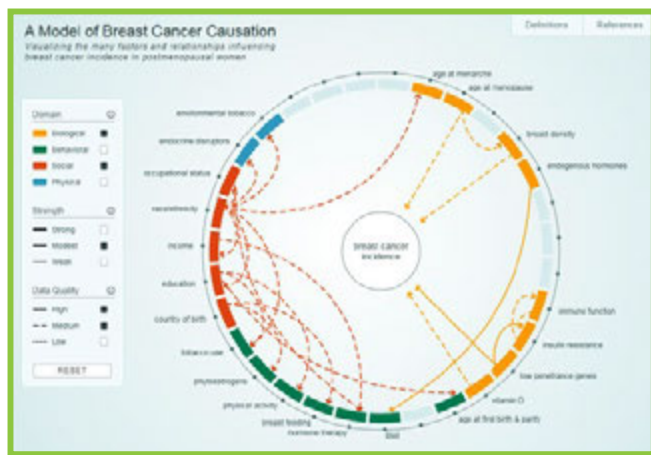 A Model of Breast Cancer Causation
Visualizing the many factors and relationships influencing
breast cancer incidence in postmenopausal women
Definitions
References
Domain
Biological
Behavioral
Social
Physical
Strength
Strong
Modest
Weak
Data Quality
High
Medium
Low
RESET
age at menarche
age at menopause
breast density
endogenous hormones
immune function
insulin resistance
low penetrance genes
vitamin D
age at first birth & parity
diet
hormone therapy
breast feeding
physical activity
phytoestrogens
tobacco use
country of birth
education
income
race/ethnicity
occupational status
endocrine disruptors
environmental tobacco
breast cancer
incidence